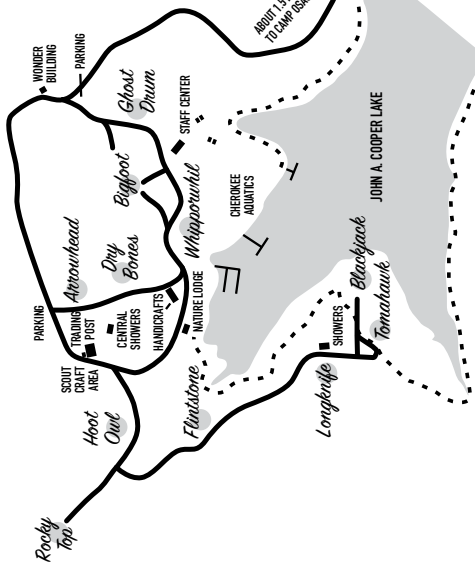 ABOUT 1.5
TO CAMP OSA
WONDER
BUILDING
PARKING
Ghost
Drum
STAFF CENTER
Bigfoot
Whipporwhil
CHEROKEE
AQUATICS
JOHN A. COOPER LAKE
Arrowhead
Dry
Bones
PARKING
TRADING
POST
CENTRAL
SHOWERS
HANDICRAFTS
NATURE LODGE
SCOUT
CRAFT
AREA
Hoot
Owl
Flintstone
Rocky
Top
Longknife
SHOWERS
Blackjack
Tomahawk